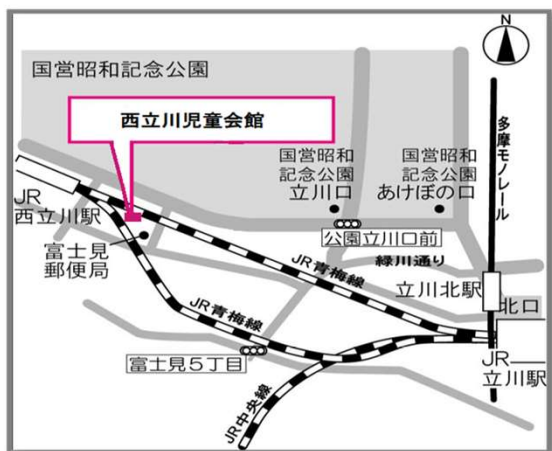 N
国営昭和記念公園
西立川児童会館
国営昭和
記念公園
立川口
国営昭和
記念公園
あけぼの口
多摩モノレール
JR
西立川駅
富士見
郵便局
公園立川口前
緑川通り
JR青梅線
立川北駅
北口
JR青梅線
富士見5丁目
JR
立川駅
JR中央線